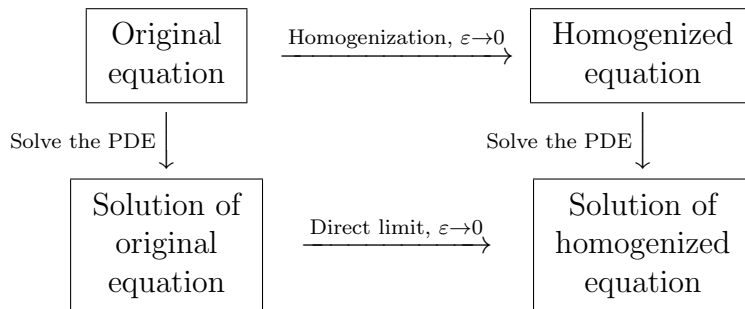 Original
equation
Homogenization, ε→0
Homogenized
equation
Solve the PDE
Solve the PDE
Solution of
original
equation
Direct limit, ε→0
Solution of
homogenized
equation